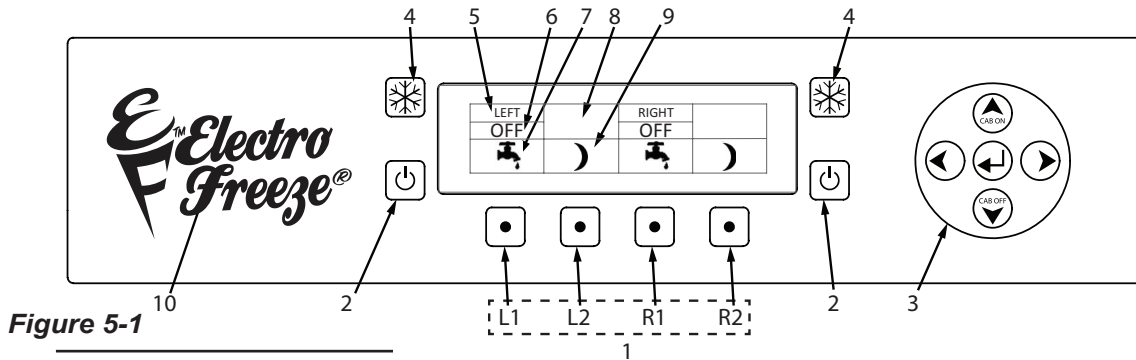 5 6 7 8 9
4 4
LEFT RIGHT
OFF OFF
CAB ON
CAB OFF
EF™ Electro
Freeze®
10 2 L1 L2 R1 R2 2 3
1
Figure 5-1